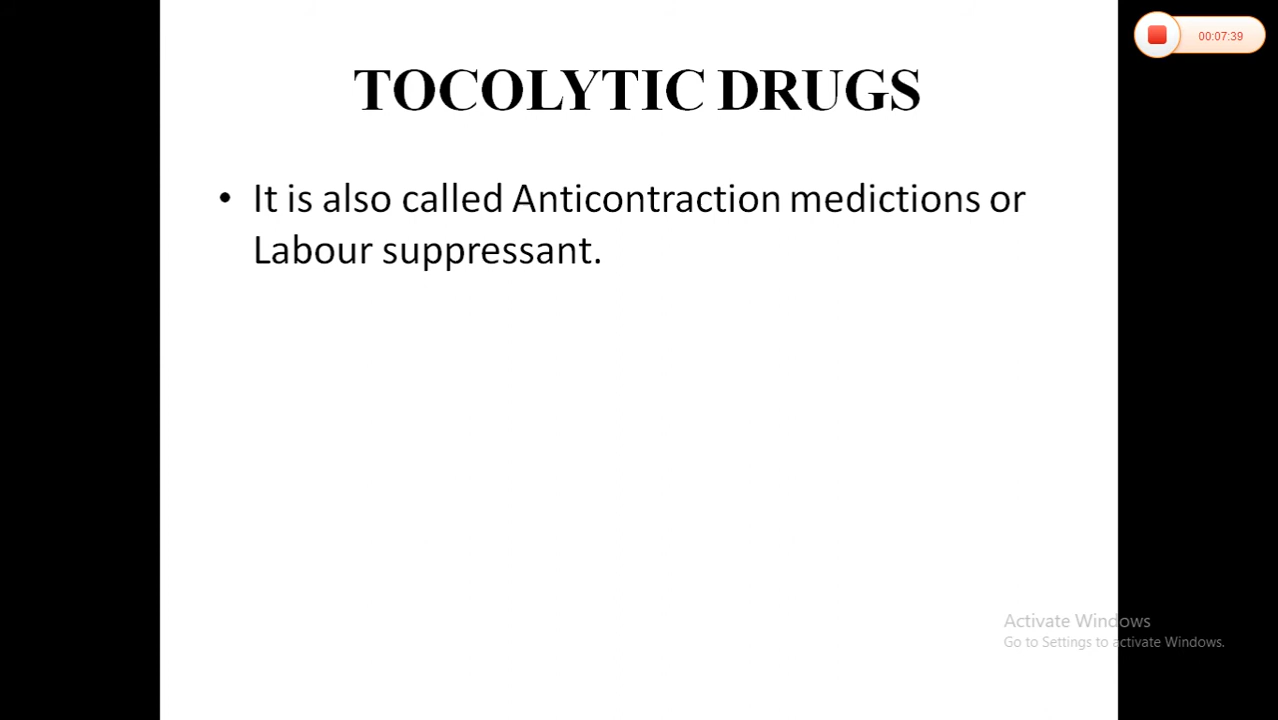 00:07:39
TOCOLYTIC DRUGS
• It is also called Anticontraction medictions or
Labour suppressant.
Activate Windows
Go to Settings to activate Windows.